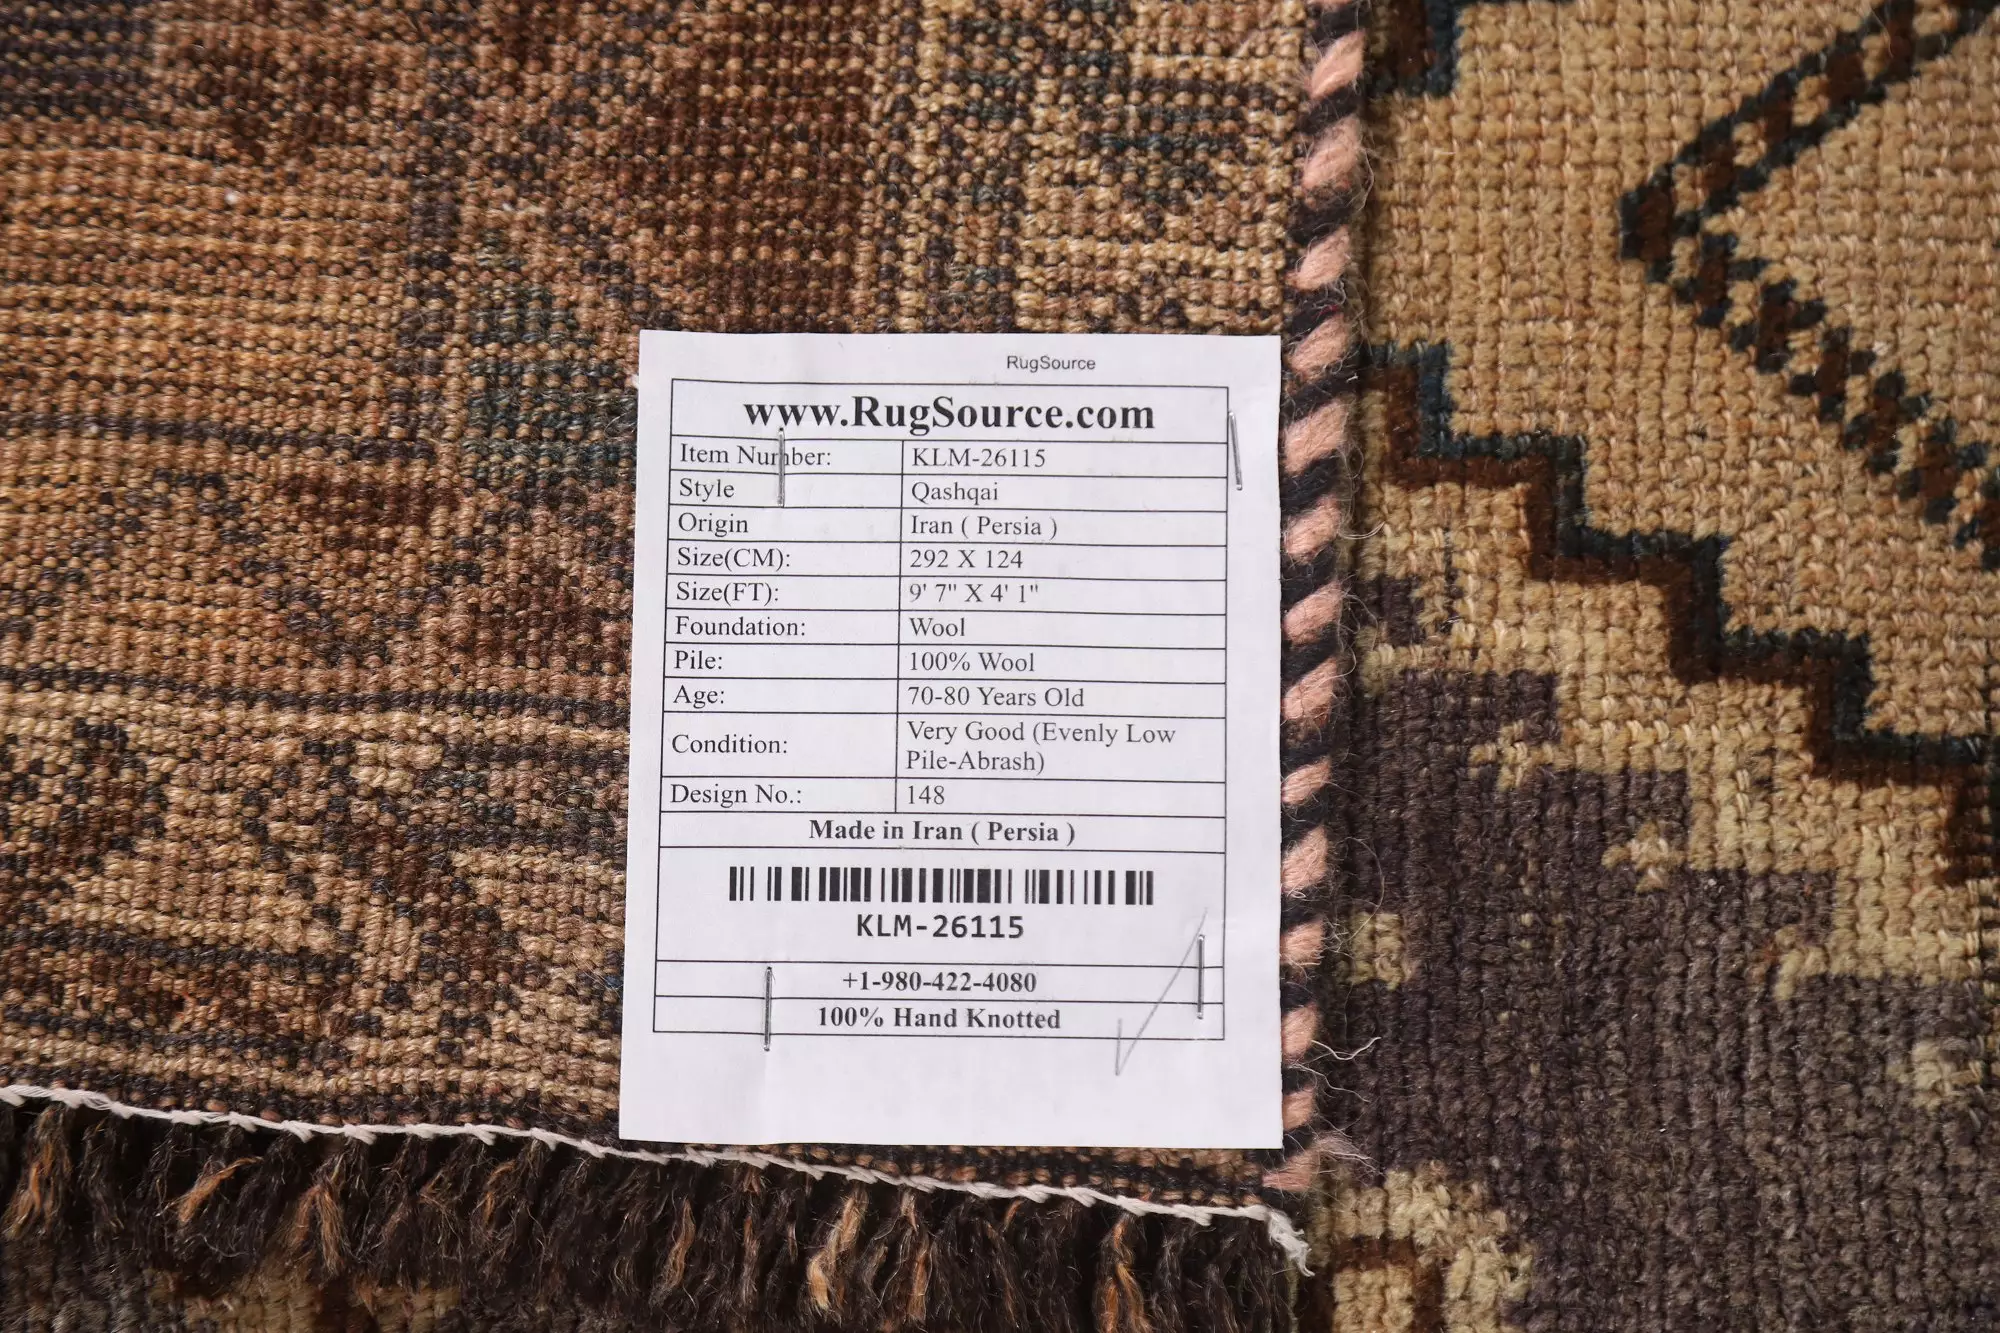 RugSource
www.RugSource.com
Item Number: KLM-26115
Style Qashqai
Origin Iran ( Persia )
Size(CM): 292 X 124
Size(FT): 9' 7" X 4' 1"
Foundation: Wool
Pile: 100% Wool
Age: 70-80 Years Old
Condition: Very Good (Evenly Low
Pile-Abrash)
Design No.: 148
Made in Iran ( Persia )
KLM-26115
+1-980-422-4080
100% Hand Knotted